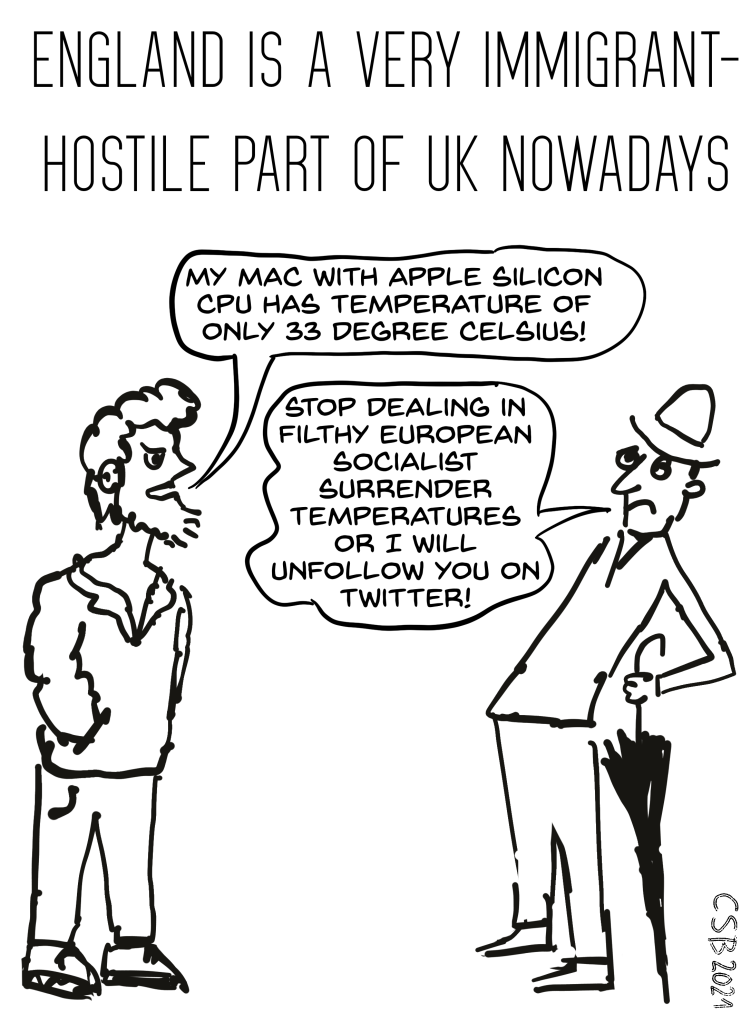 ENGLAND IS A VERY IMMIGRANT-
HOSTILE PART OF UK NOWADAYS
MY MAC WITH APPLE SILICON
CPU HAS TEMPERATURE OF
ONLY 33 DEGREE CELSIUS!
STOP DEALING IN
FILTHY EUROPEAN
SOCIALIST
SURRENDER
TEMPERATURES
OR I WILL
UNFOLLOW YOU ON
TWITTER!
CSB 2021